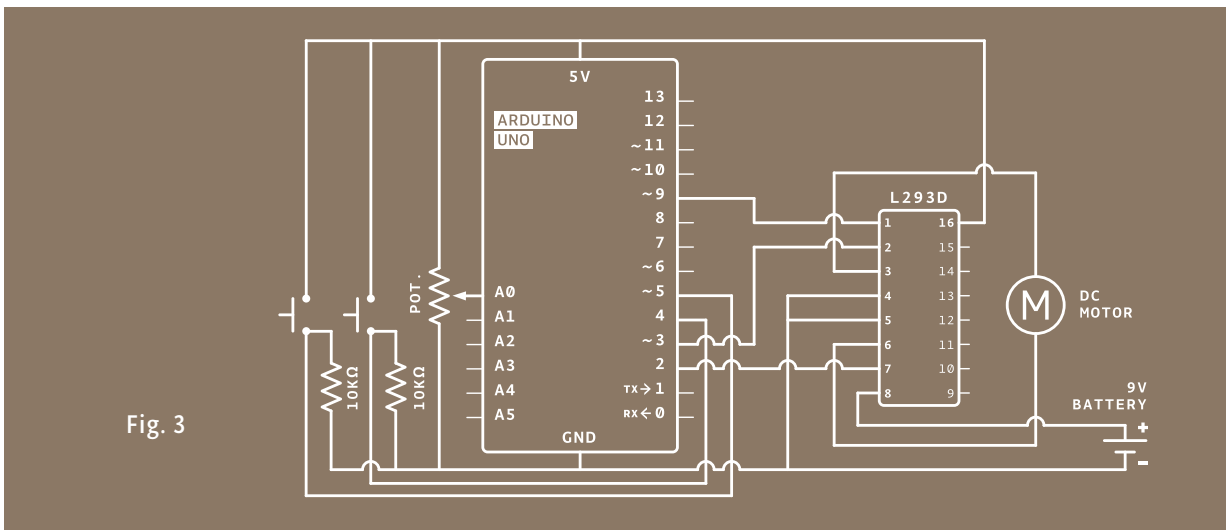 5V
ARDUINO
UNO
13
12
~11
~10
~9
8
7
~6
~5
4
~3
2
TX→1
RX←0
A0
A1
A2
A3
A4
A5
GND
POT.
10KΩ
10KΩ
L293D
1
2
3
4
5
6
7
8
16
15
14
13
12
11
10
9
M
DC
MOTOR
9V
BATTERY
+
-
Fig. 3